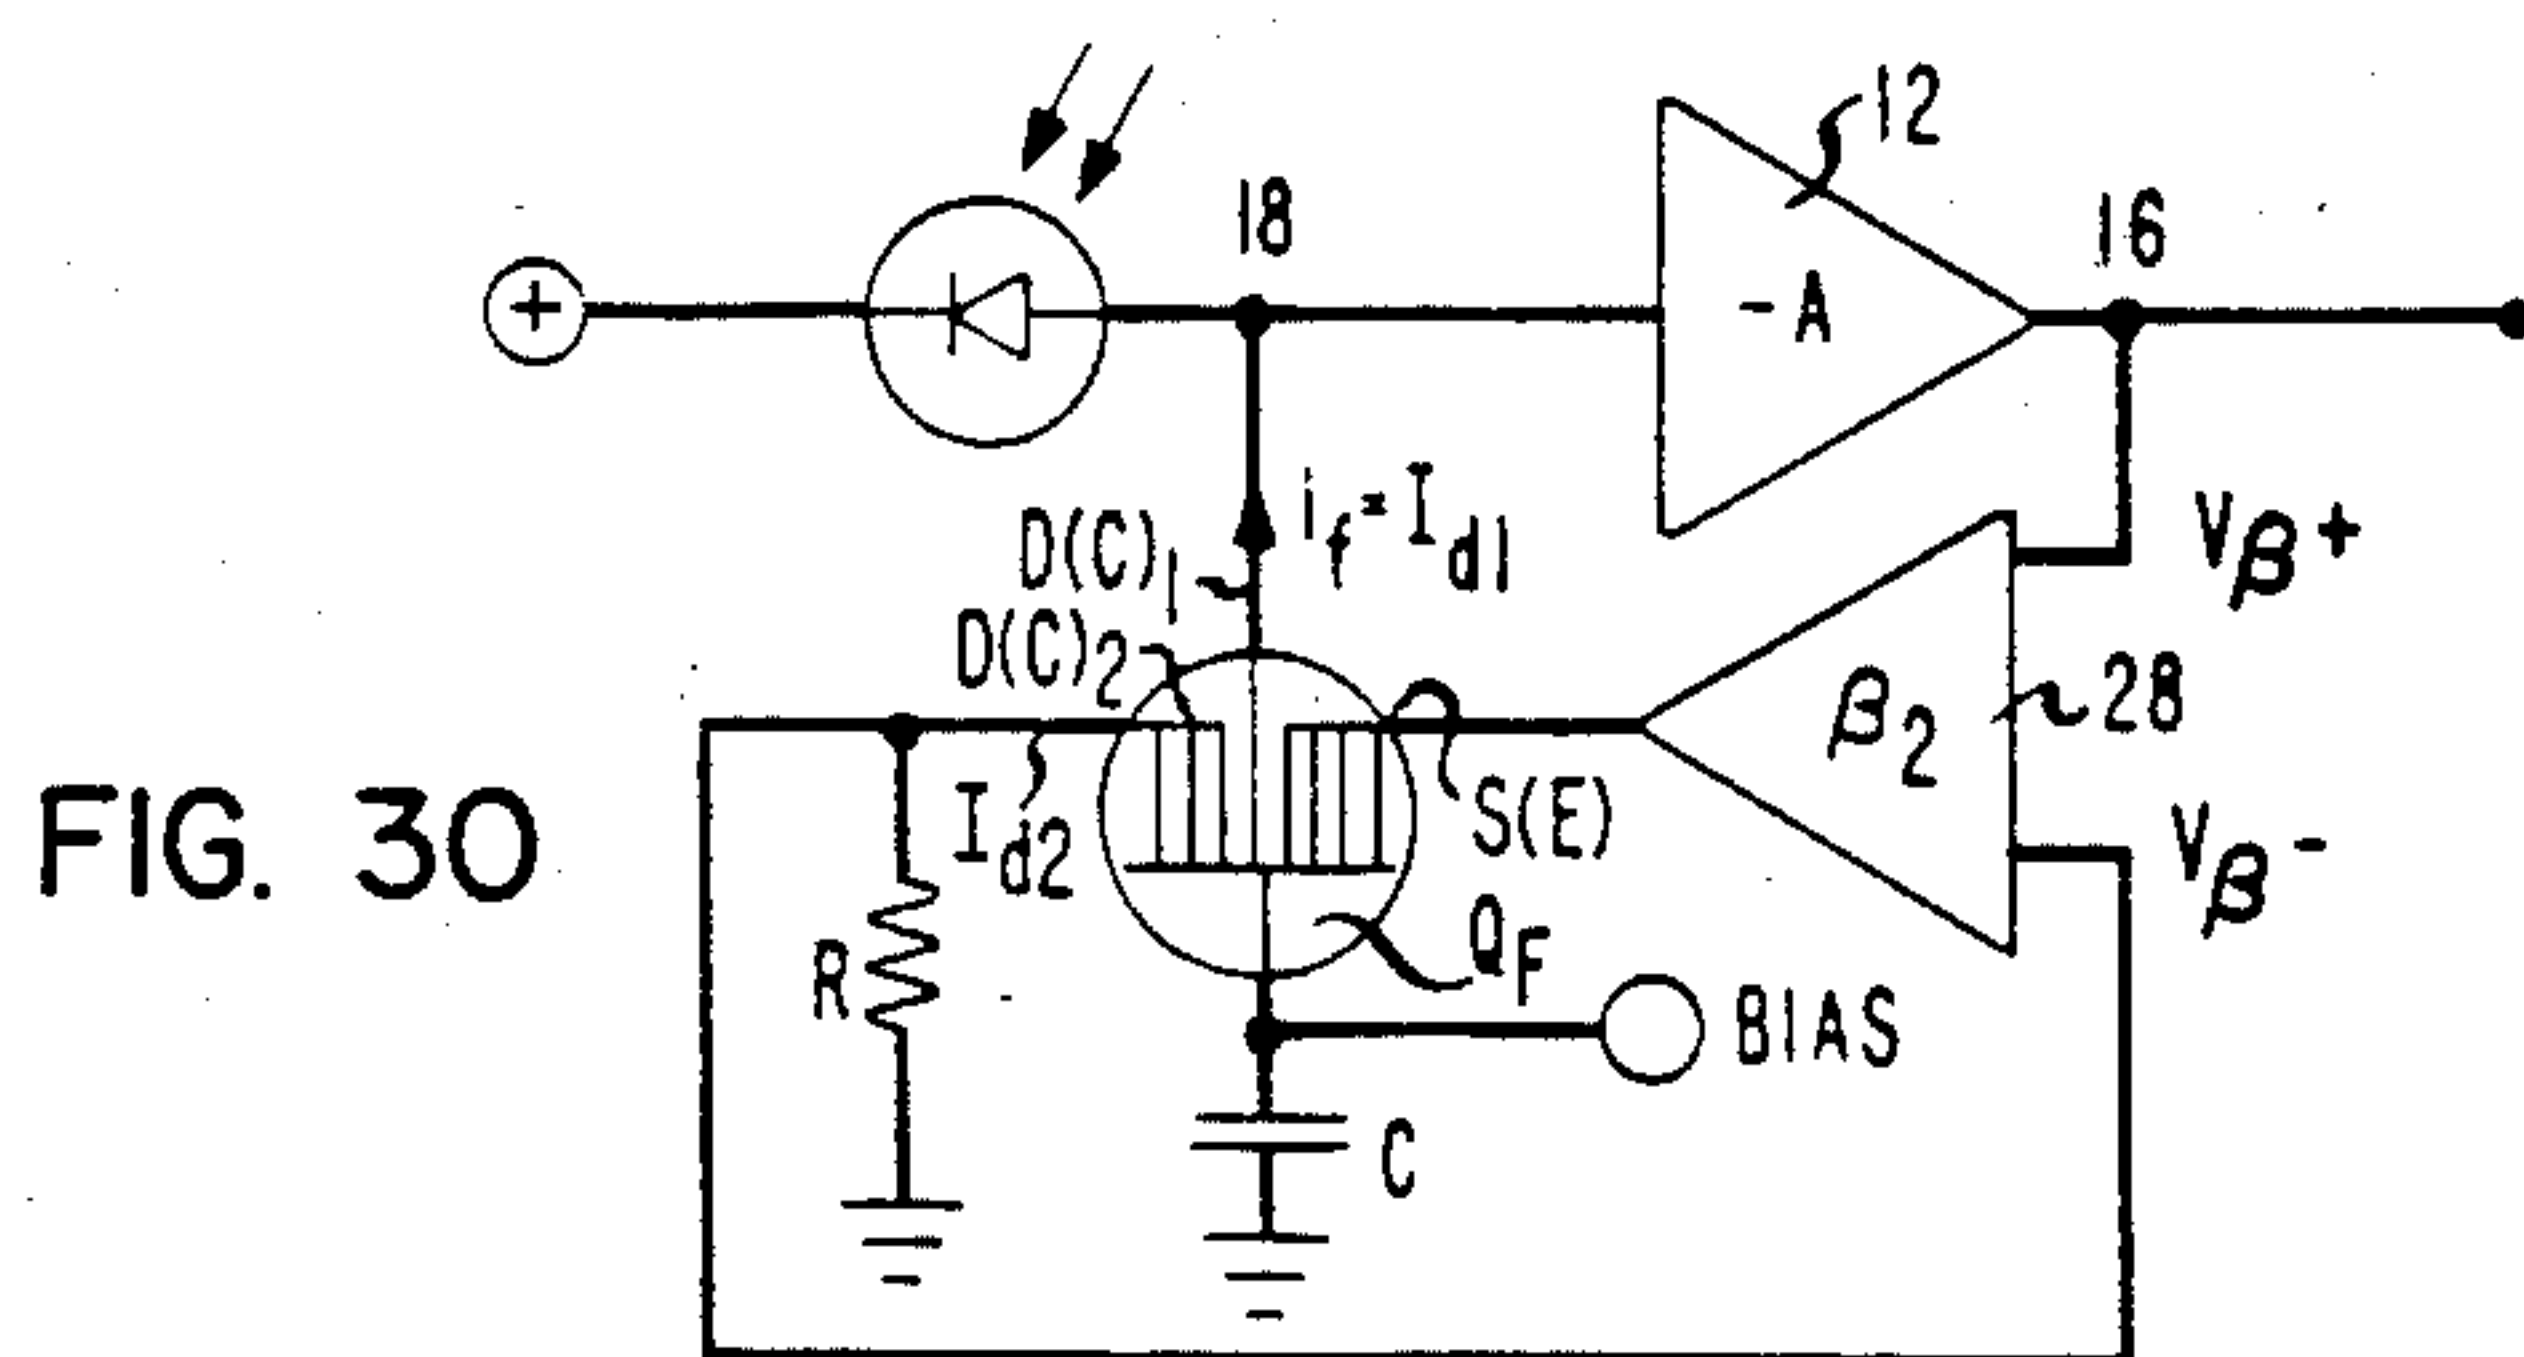 12
18
16
+
-A
i_f = I_d1
D(C)_1
V_β+
D(C)_2
β_2
28
I_d2
S(E)
V_β-
FIG. 30
R
Q_F
BIAS
C